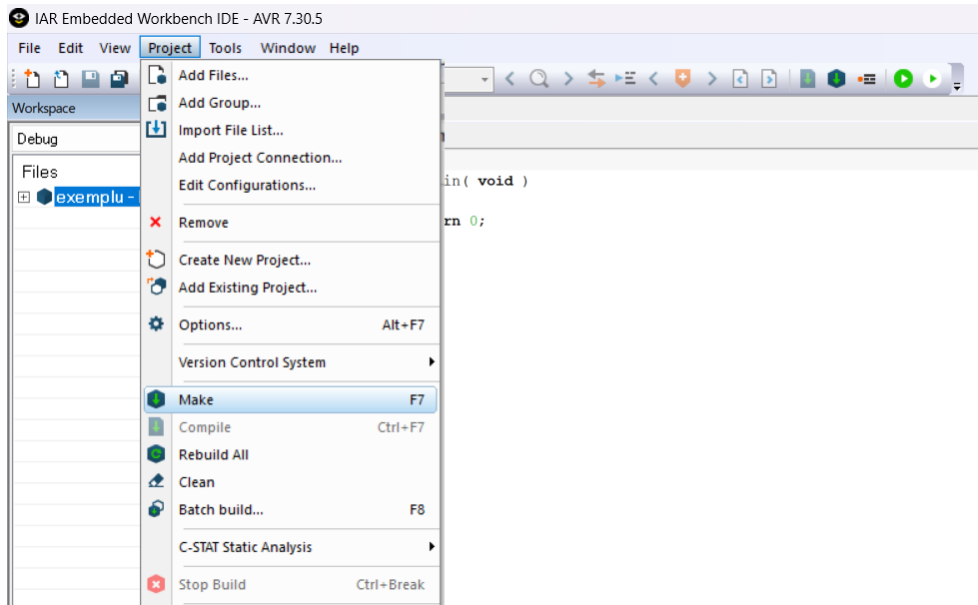 IAR Embedded Workbench IDE - AVR 7.30.5
File Edit View Project Tools Window Help
Workspace
Debug
Files
exemplu -
Add Files...
Add Group...
Import File List...
Add Project Connection...
Edit Configurations...
Remove
Create New Project...
Add Existing Project...
Options... Alt+F7
Version Control System
Make F7
Compile Ctrl+F7
Rebuild All
Clean
Batch build... F8
C-STAT Static Analysis
Stop Build Ctrl+Break
in( void )
rn 0;